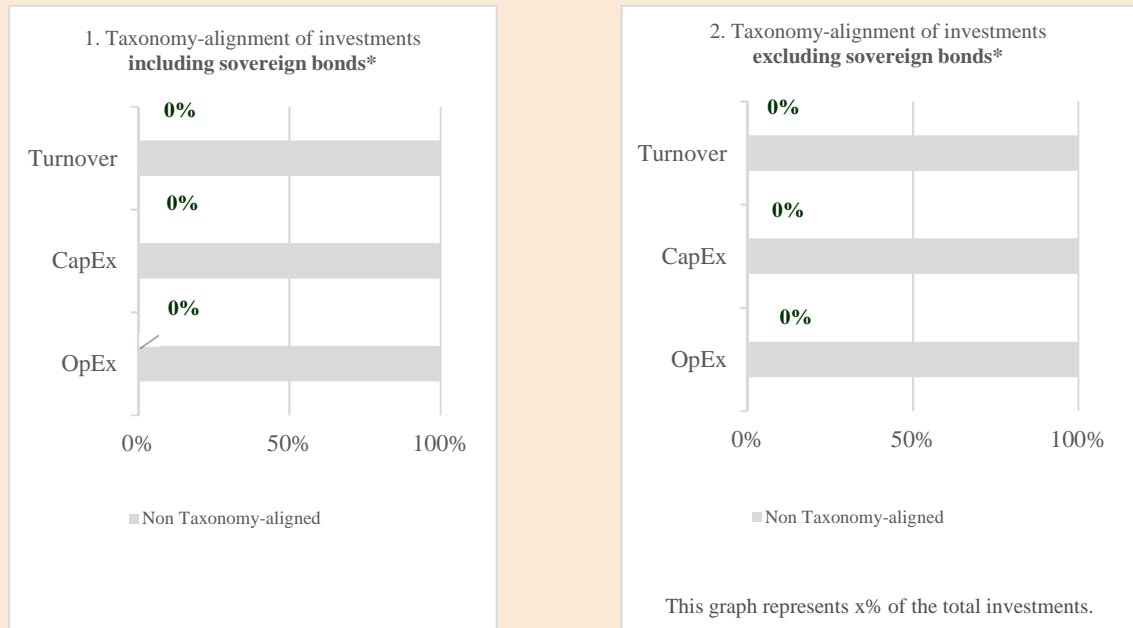 1. Taxonomy-alignment of investments
including sovereign bonds*
0%
Turnover
0%
CapEx
0%
OpEx
0%
50%
100%
Non Taxonomy-aligned
2. Taxonomy-alignment of investments
excluding sovereign bonds*
0%
Turnover
0%
CapEx
0%
OpEx
0%
50%
100%
Non Taxonomy-aligned
This graph represents x% of the total investments.